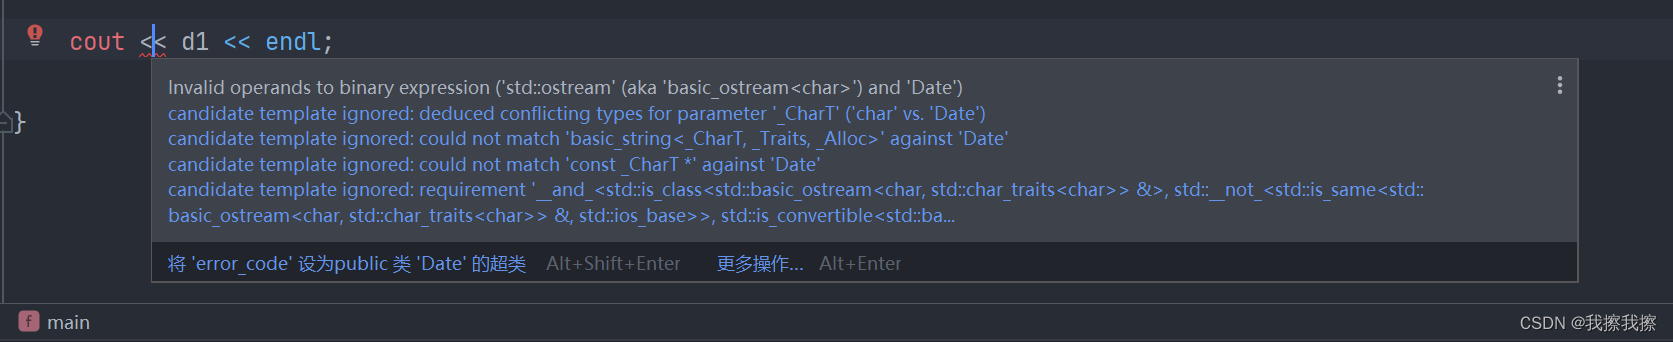 cout << d1 << endl;
Invalid operands to binary expression ('std::ostream' (aka 'basic_ostream<char>') and 'Date')
candidate template ignored: deduced conflicting types for parameter '_CharT' ('char' vs. 'Date')
candidate template ignored: could not match 'basic_string<_CharT, _Traits, _Alloc>' against 'Date'
candidate template ignored: could not match 'const _CharT *' against 'Date'
candidate template ignored: requirement '__and_<std::is_class<std::basic_ostream<char, std::char_traits<char>> &>, std::__not_<std::is_same<std::
basic_ostream<char, std::char_traits<char>> &, std::ios_base>>, std::is_convertible<std::ba...
}
将 'error_code' 设为public 类 'Date' 的超类 Alt+Shift+Enter 更多操作... Alt+Enter
f main
CSDN @我擦我擦